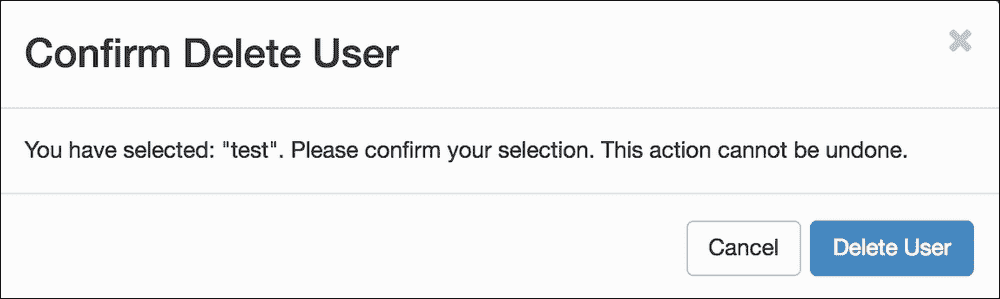 Confirm Delete User
You have selected: "test". Please confirm your selection. This action cannot be undone.
Cancel
Delete User